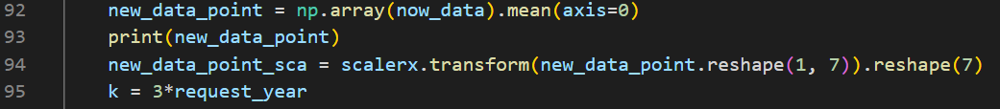 92 new_data_point = np.array(now_data).mean(axis=0)
93 print(new_data_point)
94 new_data_point_sca = scalerx.transform(new_data_point.reshape(1, 7)).reshape(7)
95 k = 3*request_year